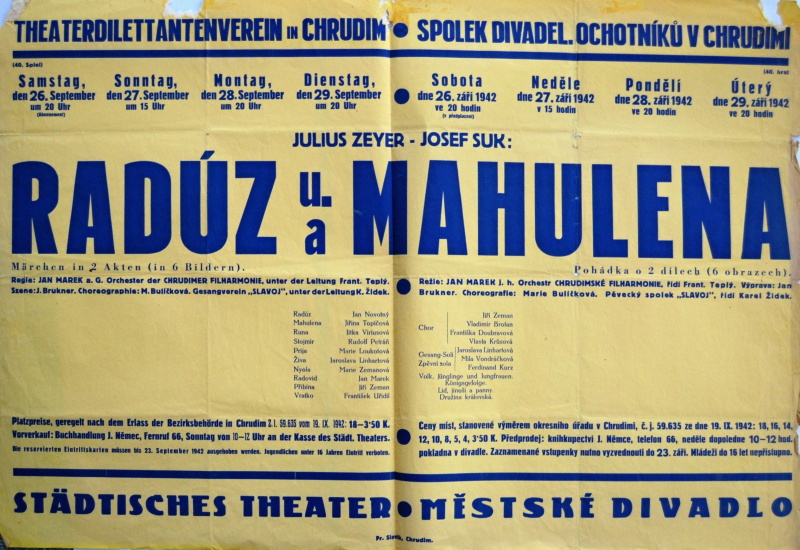 THEATERDILETTANTENVEREIN IN CHRUDIM • SPOLEK DIVADEL. OCHOTNÍKŮ V CHRUDIMI
(40. Spiel)
Samstag,
den 26. September
um 20 Uhr
(Abonnement)
Sonntag,
den 27. September
um 15 Uhr
Montag,
den 28. September
um 20 Uhr
Dienstag,
den 29. September
um 20 Uhr
(40. hra)
Sobota
dne 26. září 1942
ve 20 hodin
(v předplacení)
Neděle
dne 27. září 1942
v 15 hodin
Pondělí
dne 28. září 1942
ve 20 hodin
Úterý
dne 29. září 1942
ve 20 hodin
JULIUS ZEYER - JOSEF SUK:
RADÚZ u. a MAHULENA
Märchen in 2 Akten (in 6 Bildern).
Pohádka o 2 dílech (6 obrazech).
Regie: JAN MAREK a. G. Orchester der CHRUDIMER FILHARMONIE, unter der Leitung Frant. Teplý.
Szene: J. Brukner. Choreographie: M. Bulíčková. Gesangverein „SLAVOJ", unter der Leitung K. Židek.
Režie: JAN MAREK j. h. Orchestr CHRUDIMSKÉ FILHARMONIE, řídí Frant. Teplý. Výprava: Jan
Brukner. Choreografie: Marie Bulíčková. Pěvecký spolek „SLAVOJ", řídí Karel Židek.
Radúz Jan Novotný
Mahulena Jiřina Topičová
Runa Jitka Virtusová
Stojmír Rudolf Petráň
Prija Marie Loukotová
Živa Jaroslava Linhartová
Nyola Marie Zemanová
Radovid Jan Marek
Přibina Jiří Zeman
Vratko František Uřidil
Chor
Jiří Zeman
Vladimír Brožan
Františka Doubravová
Vlasta Krůsová
Gesang-Soli
Zpěvní sola
Jaroslava Linhartová
Míla Vondráčková
Ferdinand Kurz
Volk, Jünglinge und Jungfrauen.
Königsgefolge.
Lid, jinoši a panny.
Družina královská.
Platzpreise, geregelt nach dem Erlass der Bezirksbehörde in Chrudim Z. l. 59.635 vom 19. IX. 1942: 18—3'50 K.
Vorverkauf: Buchhandlung J. Němec, Fernruf 66, Sonntag von 10—12 Uhr an der Kasse des Städt. Theaters.
Die reservierten Eintrittskarten müssen bis 23. September 1942 ausgehoben werden. Jugendlichen unter 16 Jahren Eintritt verboten.
Ceny míst, stanovené výměrem okresního úřadu v Chrudimi, č. j. 59.635 ze dne 19. IX. 1942: 18, 16, 14,
12, 10, 8, 5, 4, 3'50 K. Předprodej: knihkupectví J. Němce, telefon 66, neděle dopoledne 10—12 hod.
pokladna v divadle. Zaznamenané vstupenky nutno vyzvednouti do 23. září. Mládeži do 16 let nepřístupno.
STÄDTISCHES THEATER • MĚSTSKÉ DIVADLO
Fr. Slavík, Chrudim.